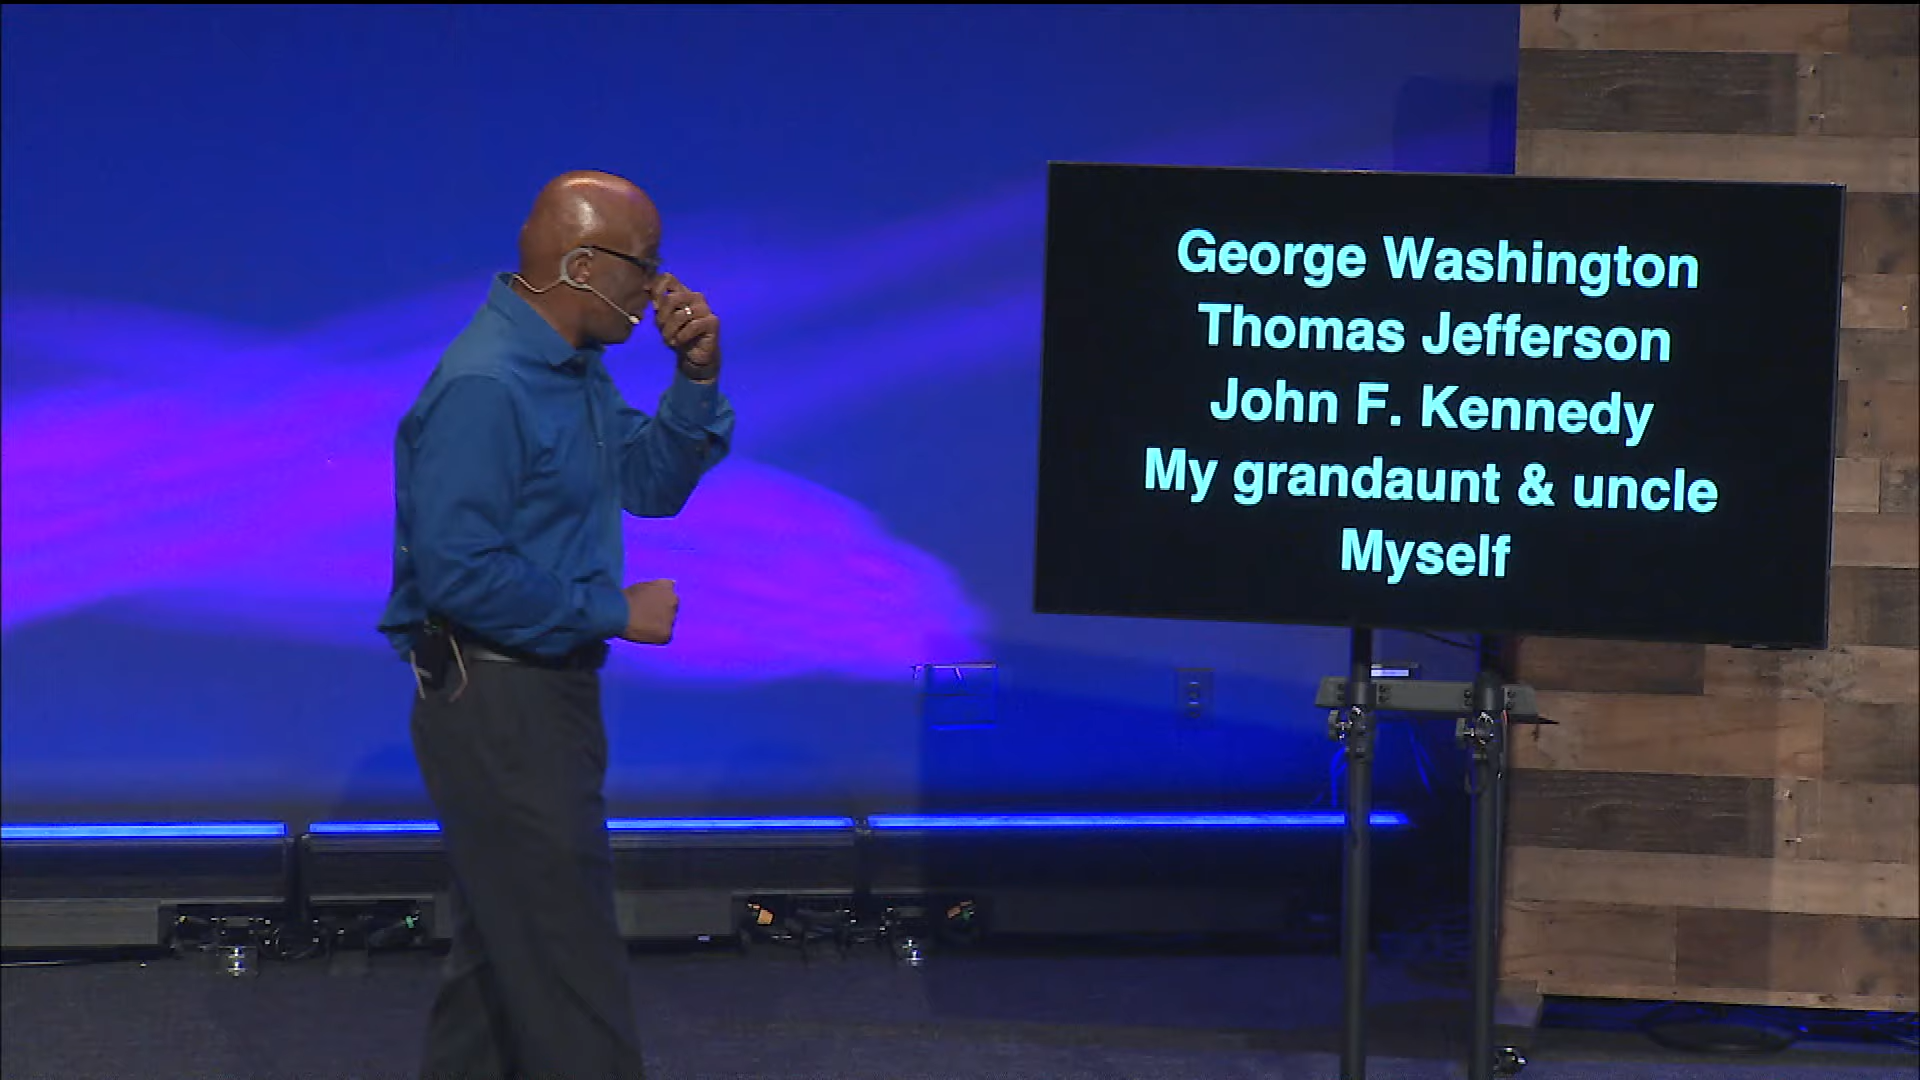 George Washington
Thomas Jefferson
John F. Kennedy
My grandaunt & uncle
Myself